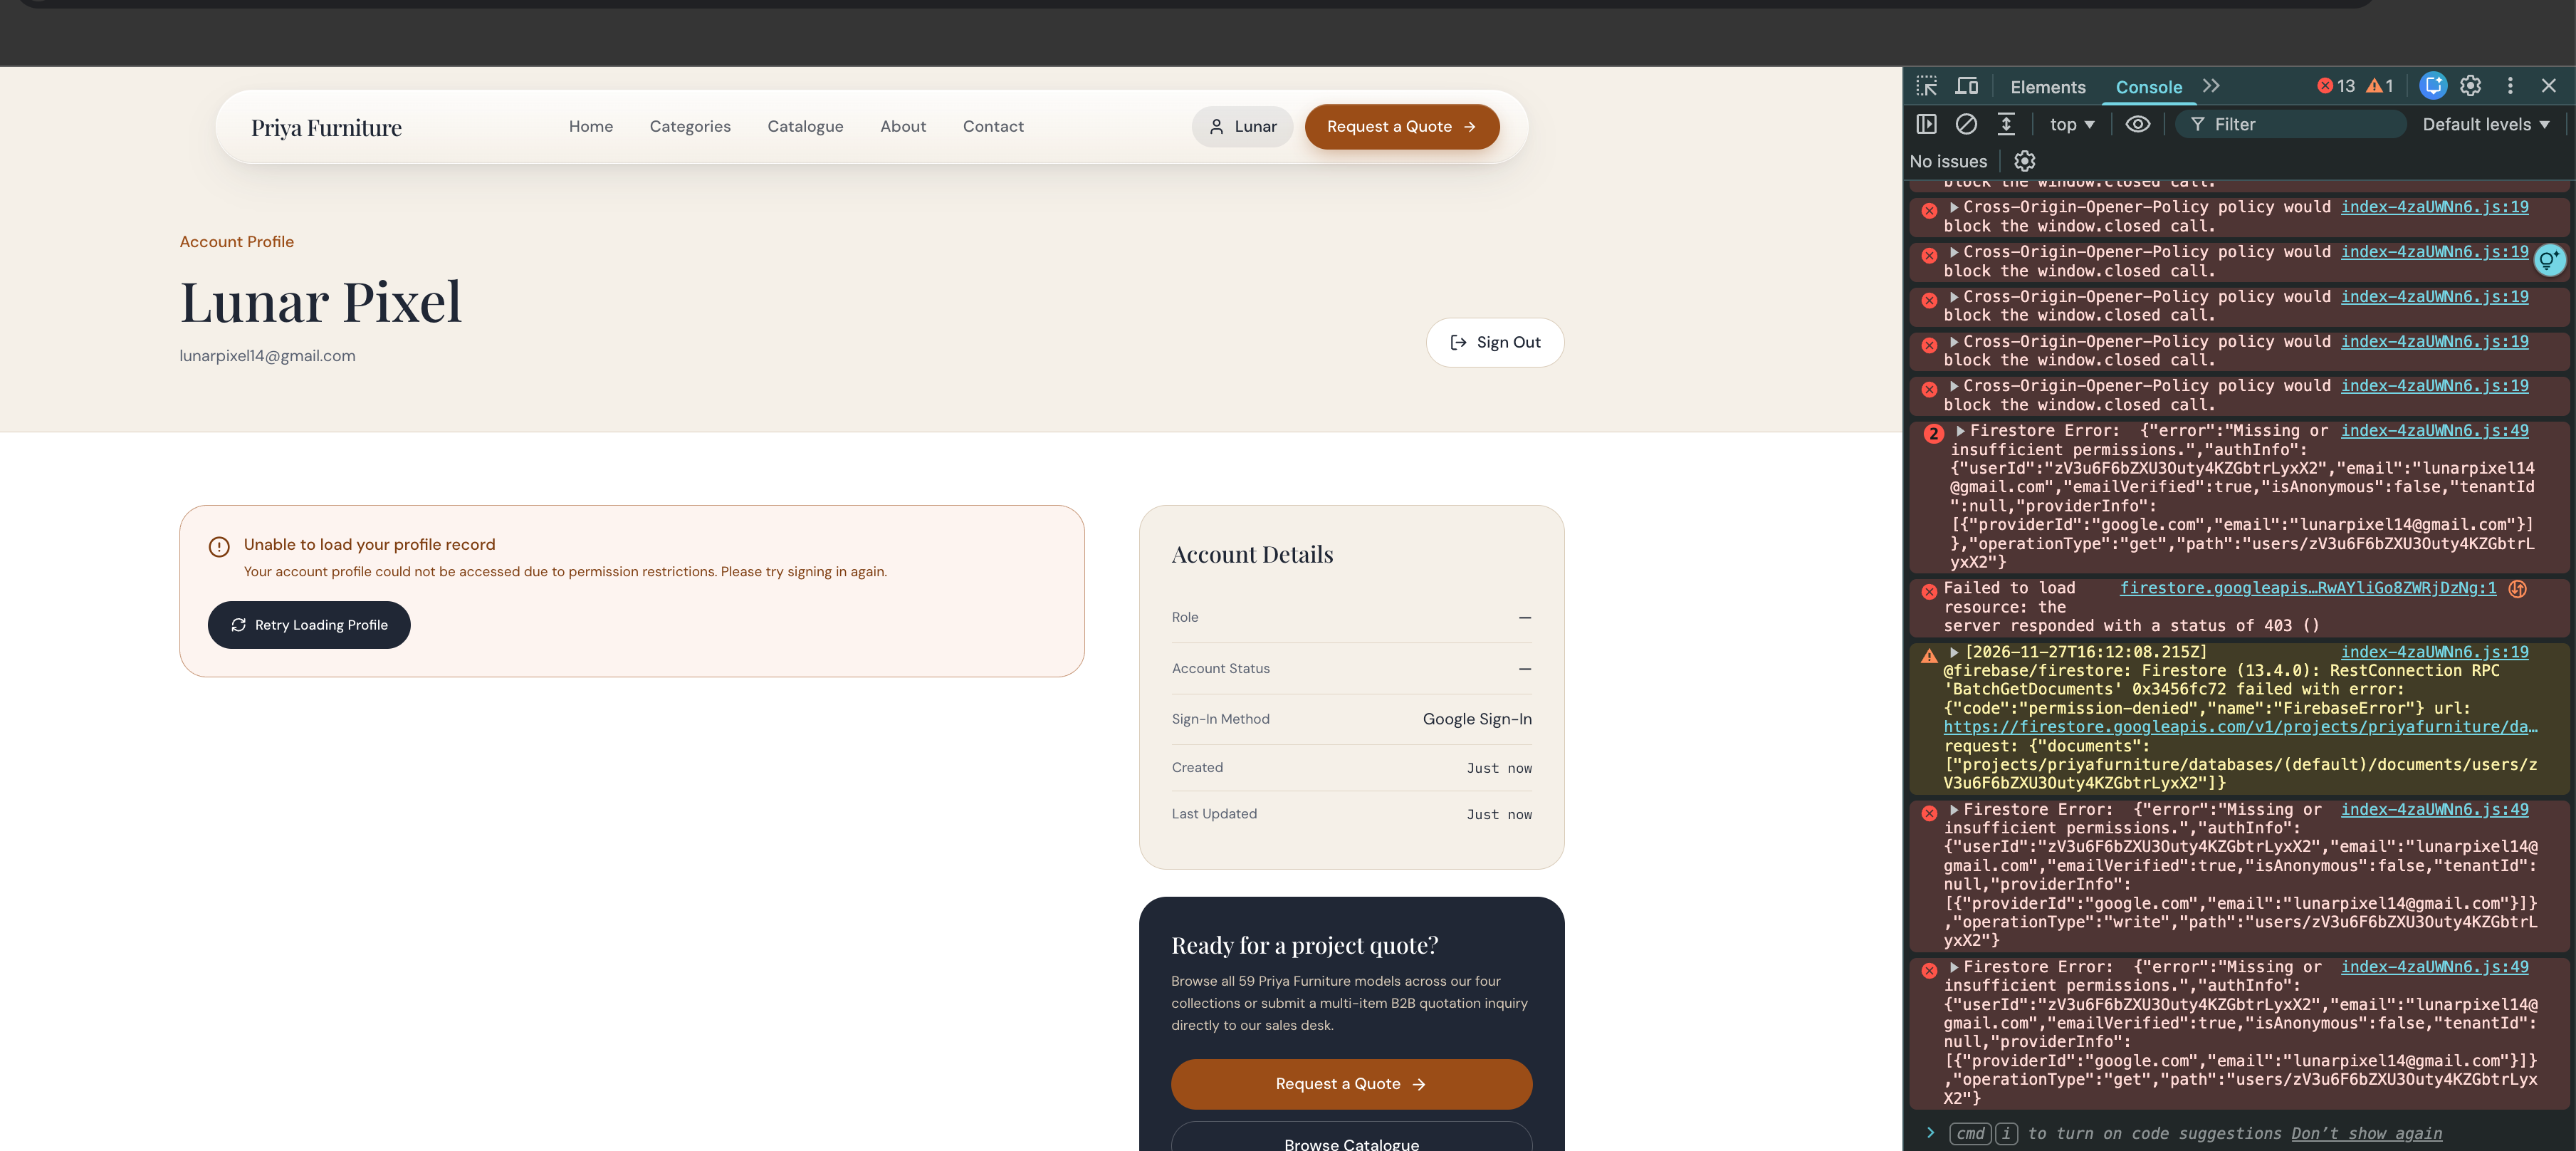 Priya Furniture
Home
Categories
Catalogue
About
Contact
Lunar
Request a Quote →
Account Profile
Lunar Pixel
lunarpixel14@gmail.com
Sign Out
Unable to load your profile record
Your account profile could not be accessed due to permission restrictions. Please try signing in again.
Retry Loading Profile
Account Details
Role —
Account Status —
Sign-In Method Google Sign-In
Created Just now
Last Updated Just now
Ready for a project quote?
Browse all 59 Priya Furniture models across our four
collections or submit a multi-item B2B quotation inquiry
directly to our sales desk.
Request a Quote →
Browse Catalogue
Elements
Console
13
1
top
Filter
Default levels
No issues
block the window.closed call.
Cross-Origin-Opener-Policy policy would index-4zaUWNn6.js:19
block the window.closed call.
Cross-Origin-Opener-Policy policy would index-4zaUWNn6.js:19
block the window.closed call.
Cross-Origin-Opener-Policy policy would index-4zaUWNn6.js:19
block the window.closed call.
Cross-Origin-Opener-Policy policy would index-4zaUWNn6.js:19
block the window.closed call.
Cross-Origin-Opener-Policy policy would index-4zaUWNn6.js:19
block the window.closed call.
2 Firestore Error: {"error":"Missing or index-4zaUWNn6.js:49
insufficient permissions.","authInfo":
{"userId":"zV3u6F6bZXU3Outy4KZGbtrLyxX2","email":"lunarpixel14
@gmail.com","emailVerified":true,"isAnonymous":false,"tenantId
":null,"providerInfo":
[{"providerId":"google.com","email":"lunarpixel14@gmail.com"}]
},"operationType":"get","path":"users/zV3u6F6bZXU3Outy4KZGbtrL
yxX2"}
Failed to load firestore.googleapis…RwAYliGo8ZWRjDzNg:1
resource: the
server responded with a status of 403 ()
[2026-11-27T16:12:08.215Z] index-4zaUWNn6.js:19
@firebase/firestore: Firestore (13.4.0): RestConnection RPC
'BatchGetDocuments' 0x3456fc72 failed with error:
{"code":"permission-denied","name":"FirebaseError"} url:
https://firestore.googleapis.com/v1/projects/priyafurniture/da…
request: {"documents":
["projects/priyafurniture/databases/(default)/documents/users/z
V3u6F6bZXU3Outy4KZGbtrLyxX2"]}
Firestore Error: {"error":"Missing or index-4zaUWNn6.js:49
insufficient permissions.","authInfo":
{"userId":"zV3u6F6bZXU3Outy4KZGbtrLyxX2","email":"lunarpixel14@
gmail.com","emailVerified":true,"isAnonymous":false,"tenantId":
null,"providerInfo":
[{"providerId":"google.com","email":"lunarpixel14@gmail.com"}]}
,"operationType":"write","path":"users/zV3u6F6bZXU3Outy4KZGbtrL
yxX2"}
Firestore Error: {"error":"Missing or index-4zaUWNn6.js:49
insufficient permissions.","authInfo":
{"userId":"zV3u6F6bZXU3Outy4KZGbtrLyxX2","email":"lunarpixel14@
gmail.com","emailVerified":true,"isAnonymous":false,"tenantId":
null,"providerInfo":
[{"providerId":"google.com","email":"lunarpixel14@gmail.com"}]}
,"operationType":"get","path":"users/zV3u6F6bZXU3Outy4KZGbtrLyx
X2"}
cmd i to turn on code suggestions Don't show again